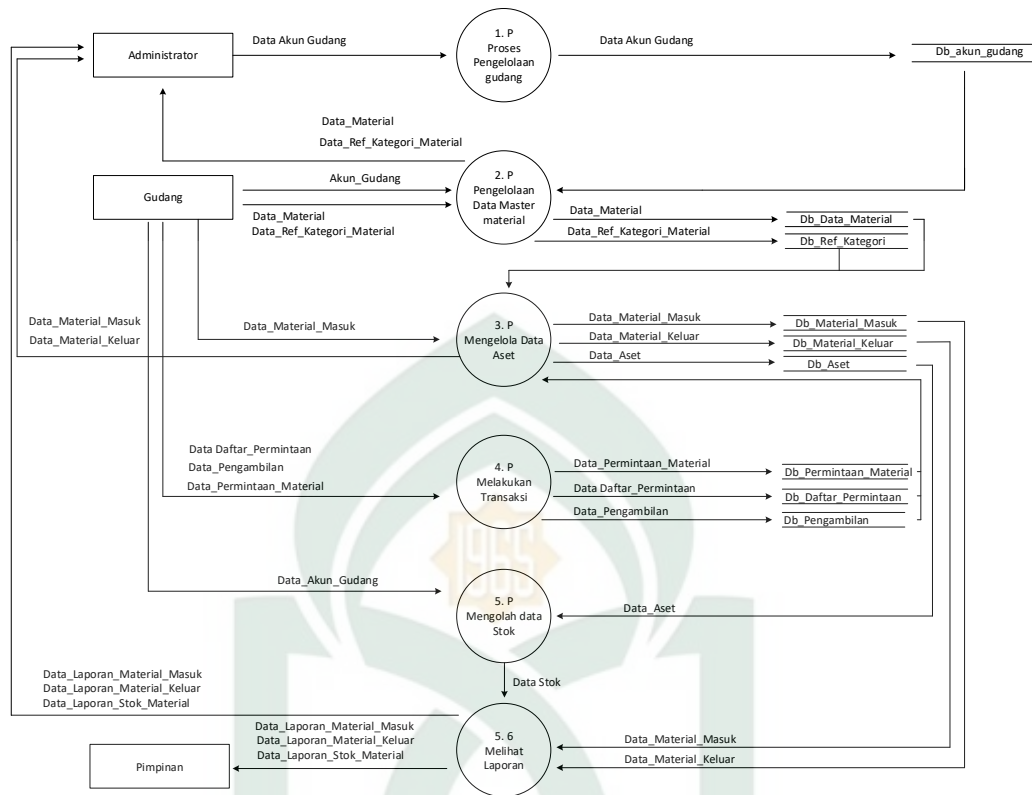 Administrator
Data Akun Gudang
1. P
Proses
Pengelolaan
gudang
Data Akun Gudang
Db_akun_gudang
Data_Material
Data_Ref_Kategori_Material
Gudang
Akun_Gudang
Data_Material
Data_Ref_Kategori_Material
2. P
Pengelolaan
Data Master
material
Data_Material
Data_Ref_Kategori_Material
Db_Data_Material
Db_Ref_Kategori
Data_Material_Masuk
Data_Material_Keluar
Data_Material_Masuk
3. P
Mengelola Data
Aset
Data_Material_Masuk
Data_Material_Keluar
Data_Aset
Db_Material_Masuk
Db_Material_Keluar
Db_Aset
Data Daftar_Permintaan
Data_Pengambilan
Data_Permintaan_Material
4. P
Melakukan
Transaksi
Data_Permintaan_Material
Data Daftar_Permintaan
Data_Pengambilan
Db_Permintaan_Material
Db_Daftar_Permintaan
Db_Pengambilan
1965
Data_Akun_Gudang
5. P
Mengolah data
Stok
Data_Aset
Data Stok
Data_Laporan_Material_Masuk
Data_Laporan_Material_Keluar
Data_Laporan_Stok_Material
Data_Laporan_Material_Masuk
Data_Laporan_Material_Keluar
Data_Laporan_Stok_Material
Pimpinan
5. 6
Melihat
Laporan
Data_Material_Masuk
Data_Material_Keluar